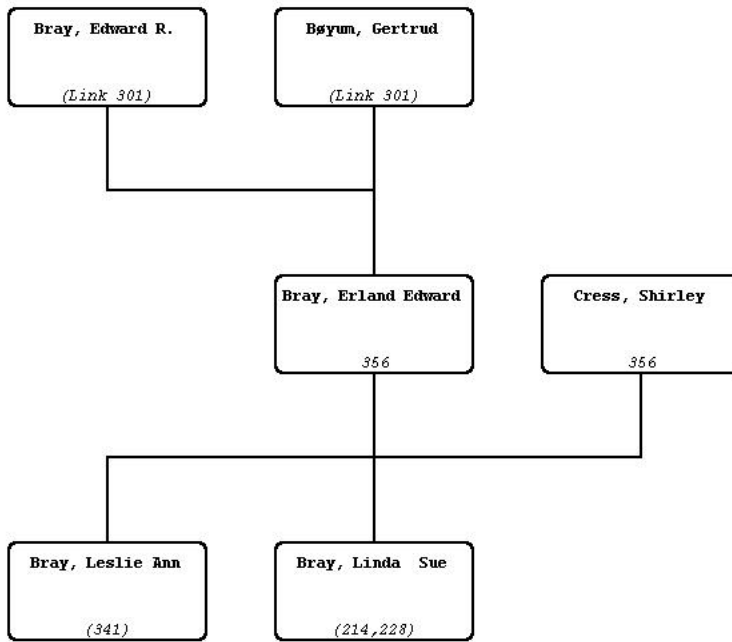 Bray, Edward R.
Bøyum, Gertrud
(Link 301)
(Link 301)
Bray, Erland Edward
Cress, Shirley
356
356
Bray, Leslie Ann
Bray, Linda  Sue
(341)
(214,228)